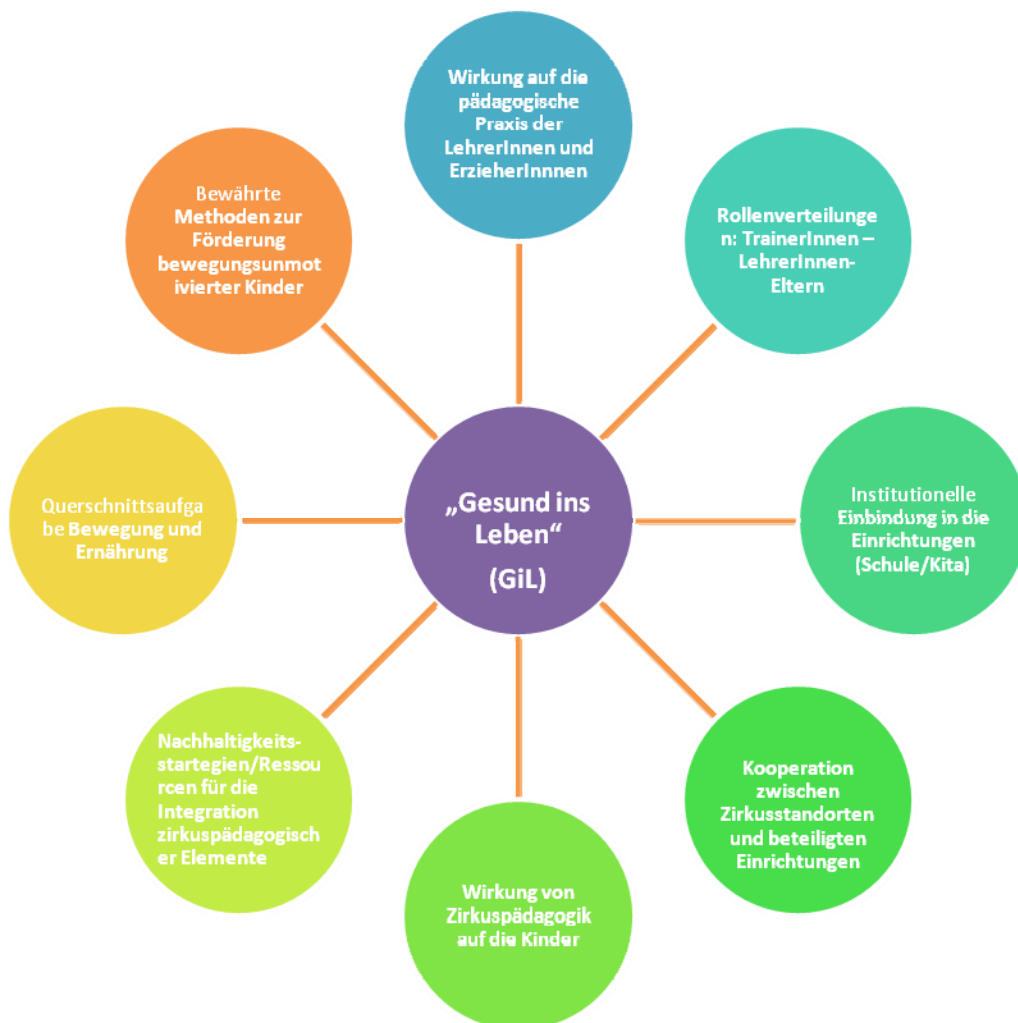 Wirkung auf die
pädagogische
Praxis der
LehrerInnen und
ErzieherInnnen
Bewährte
Methoden zur
Förderung
bewegungsunmot
ivierter Kinder
Rollenverteilunge
n: TrainerInnen –
LehrerInnen-
Eltern
Querschnittsaufga
be Bewegung und
Ernährung
„Gesund ins
Leben“
(GiL)
Institutionelle
Einbindung in die
Einrichtungen
(Schule/Kita)
Nachhaltigkeits-
startegien/Ressou
rcen für die
Integration
zirkuspädagogisch
er Elemente
Kooperation
zwischen
Zirkusstandorten
und beteiligten
Einrichtungen
Wirkung von
Zirkuspädagogik
auf die Kinder